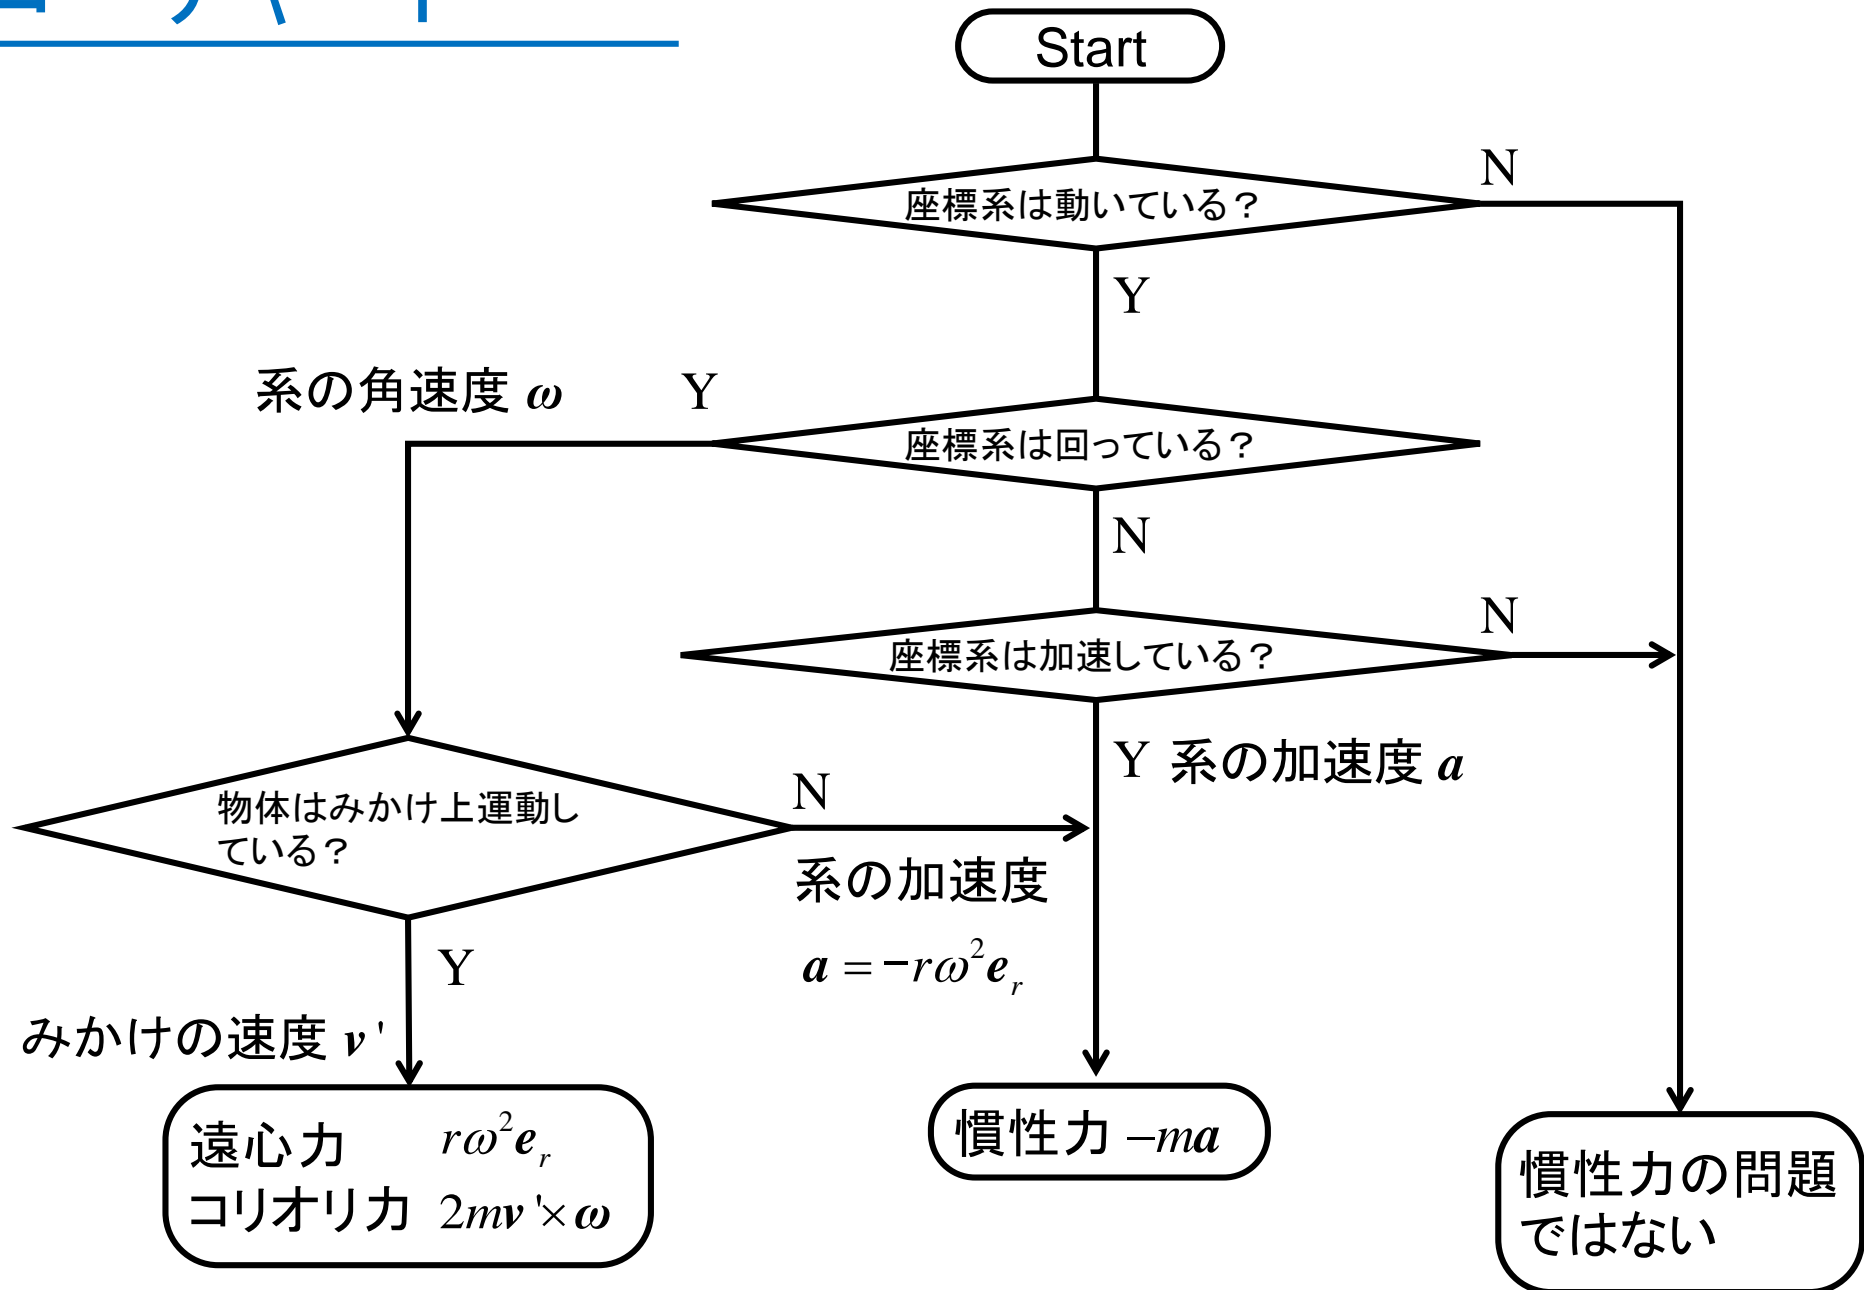 Start
座標系は動いている？
N
Y
系の角速度 ω
Y
座標系は回っている？
N
座標系は加速している？
N
Y 系の加速度 a
物体はみかけ上運動し
ている？
N
系の加速度
a = −rω²e_r
Y
みかけの速度 v'
遠心力 rω²e_r
コリオリ力 2mv'×ω
慣性力 −ma
慣性力の問題
ではない